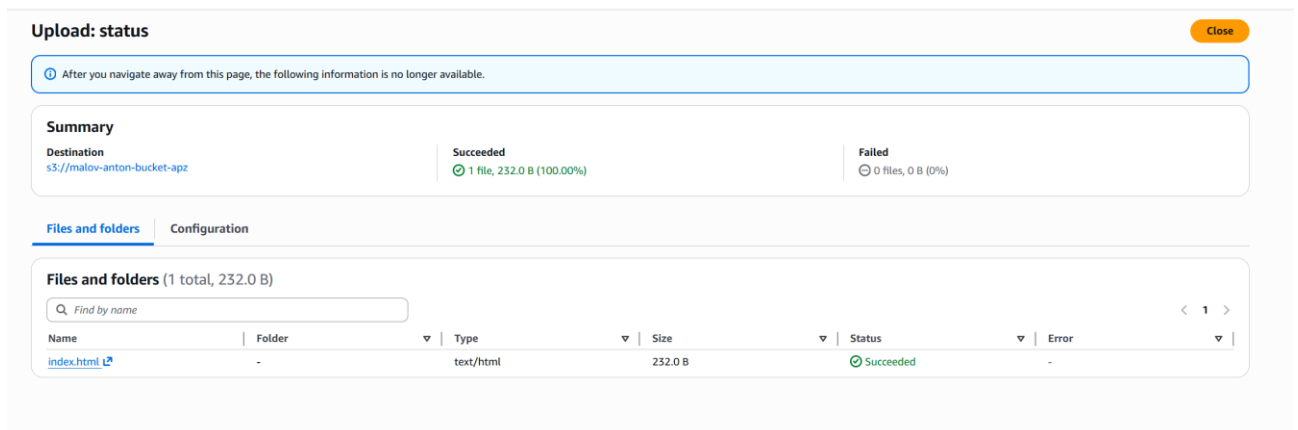 Upload: status
Close
After you navigate away from this page, the following information is no longer available.
Summary
Destination
s3://malov-anton-bucket-apz
Succeeded
1 file, 232.0 B (100.00%)
Failed
0 files, 0 B (0%)
Files and folders Configuration
Files and folders (1 total, 232.0 B)
Find by name
1
Name Folder Type Size Status Error
index.html - text/html 232.0 B Succeeded -